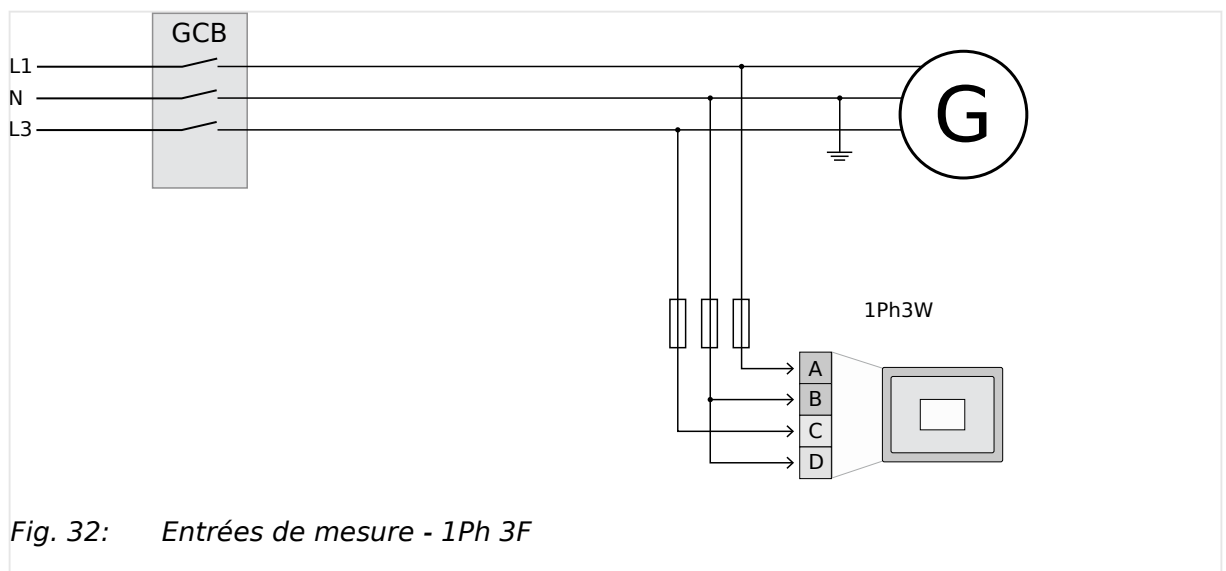 GCB
L1
N
L3
G
1Ph3W
A
B
C
D
Fig. 32: Entrées de mesure - 1Ph 3F